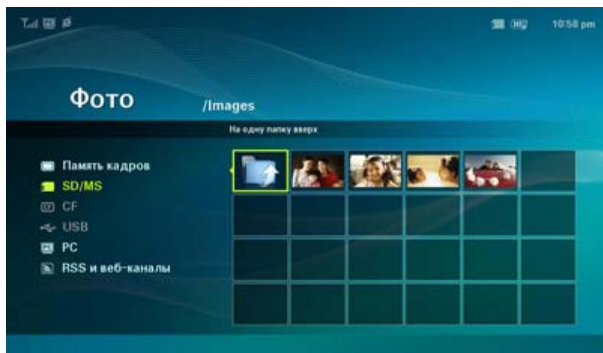 10:58 pm
Фото
/Images
На одну папку вверх
Память кадров
SD/MS
CF
USB
PC
RSS и веб-каналы